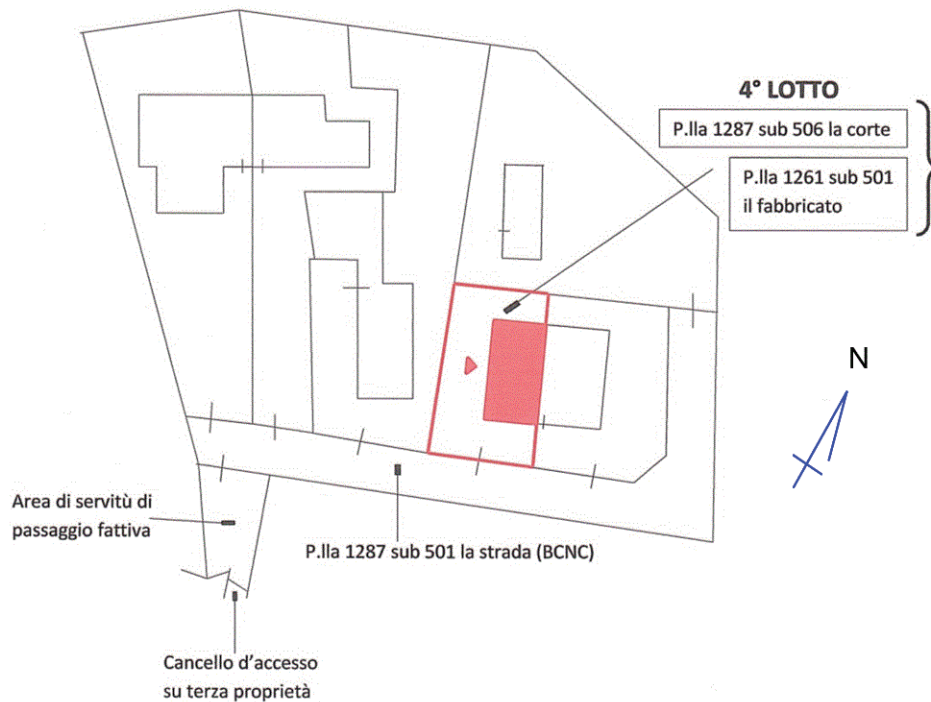 4° LOTTO
P.lla 1287 sub 506 la corte
P.lla 1261 sub 501
il fabbricato
N
Area di servitù di
passaggio fattiva
P.lla 1287 sub 501 la strada (BCNC)
Cancello d'accesso
su terza proprietà